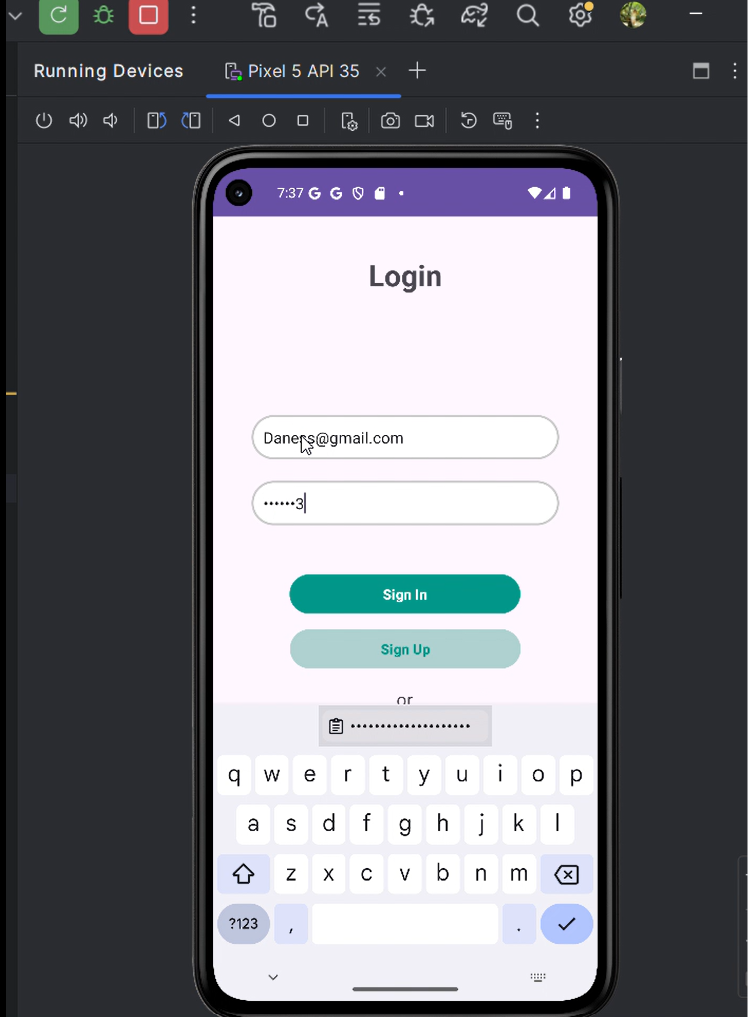 Running Devices Pixel 5 API 35
7:37
Login
Daners@gmail.com
••••••3
Sign In
Sign Up
or
••••••••••••••••••••
q w e r t y u i o p
a s d f g h j k l
z x c v b n m
?123 , .